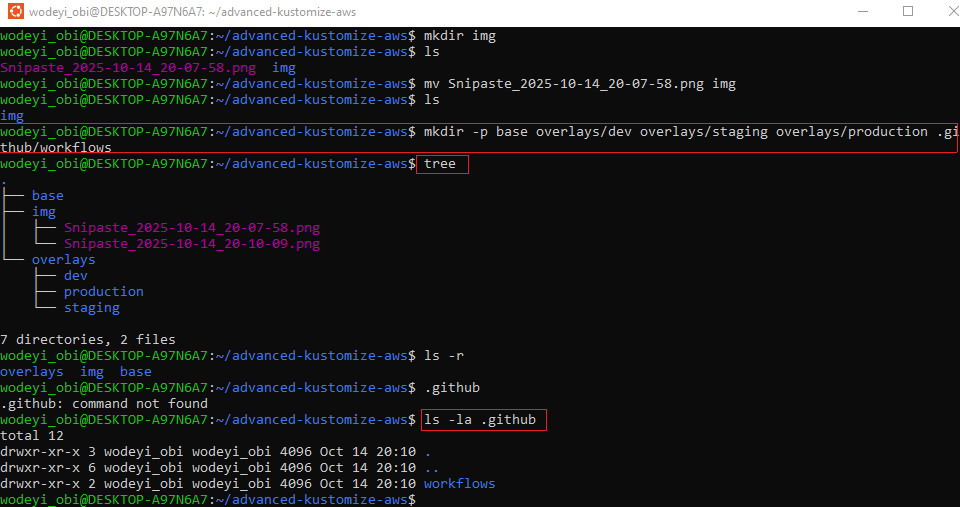 wodeyi_obi@DESKTOP-A97N6A7: ~/advanced-kustomize-aws
wodeyi_obi@DESKTOP-A97N6A7:~/advanced-kustomize-aws$ mkdir img
wodeyi_obi@DESKTOP-A97N6A7:~/advanced-kustomize-aws$ ls
Snipaste_2025-10-14_20-07-58.png  img
wodeyi_obi@DESKTOP-A97N6A7:~/advanced-kustomize-aws$ mv Snipaste_2025-10-14_20-07-58.png img
wodeyi_obi@DESKTOP-A97N6A7:~/advanced-kustomize-aws$ ls
img
wodeyi_obi@DESKTOP-A97N6A7:~/advanced-kustomize-aws$ mkdir -p base overlays/dev overlays/staging overlays/production .gi
thub/workflows
wodeyi_obi@DESKTOP-A97N6A7:~/advanced-kustomize-aws$ tree
.
├── base
├── img
│   ├── Snipaste_2025-10-14_20-07-58.png
│   └── Snipaste_2025-10-14_20-10-09.png
└── overlays
    ├── dev
    ├── production
    └── staging
7 directories, 2 files
wodeyi_obi@DESKTOP-A97N6A7:~/advanced-kustomize-aws$ ls -r
overlays  img  base
wodeyi_obi@DESKTOP-A97N6A7:~/advanced-kustomize-aws$ .github
.github: command not found
wodeyi_obi@DESKTOP-A97N6A7:~/advanced-kustomize-aws$ ls -la .github
total 12
drwxr-xr-x 3 wodeyi_obi wodeyi_obi 4096 Oct 14 20:10 .
drwxr-xr-x 6 wodeyi_obi wodeyi_obi 4096 Oct 14 20:10 ..
drwxr-xr-x 2 wodeyi_obi wodeyi_obi 4096 Oct 14 20:10 workflows
wodeyi_obi@DESKTOP-A97N6A7:~/advanced-kustomize-aws$